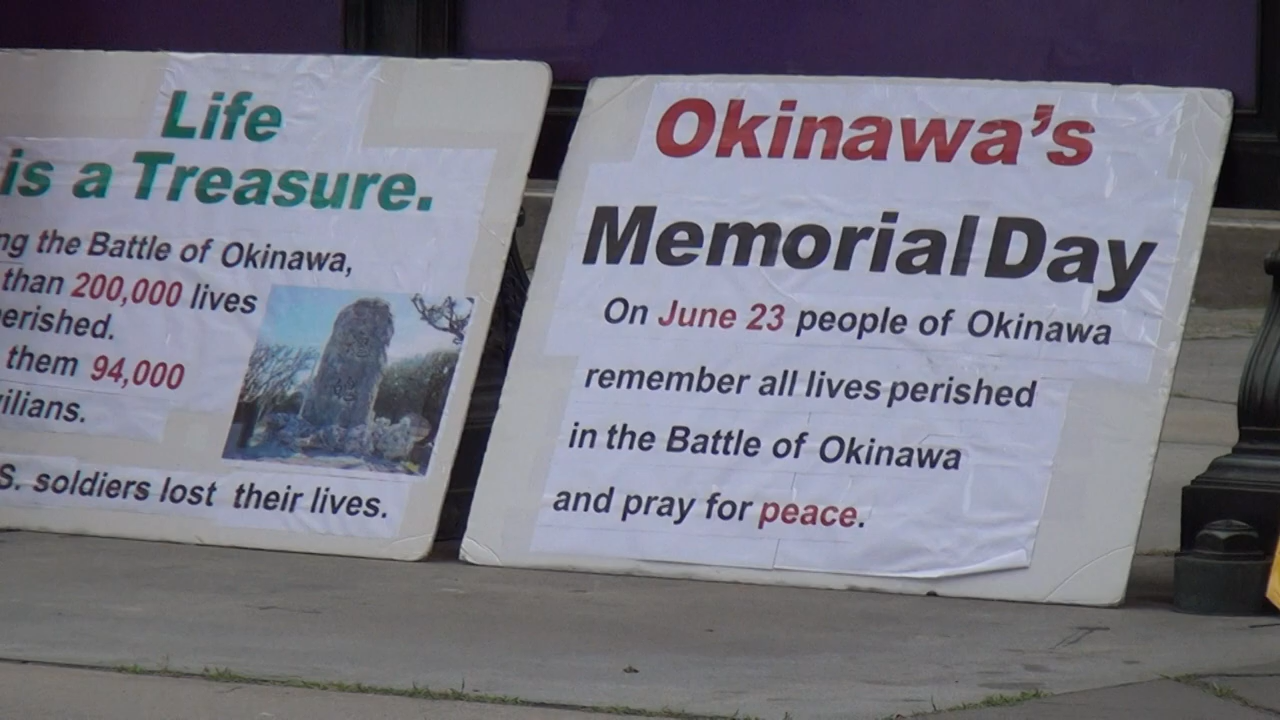 Life
is a Treasure.
ng the Battle of Okinawa,
than 200,000 lives
erished.
them 94,000
vilians.
S. soldiers lost their lives.
Okinawa's
Memorial Day
On June 23 people of Okinawa
remember all lives perished
in the Battle of Okinawa
and pray for peace.